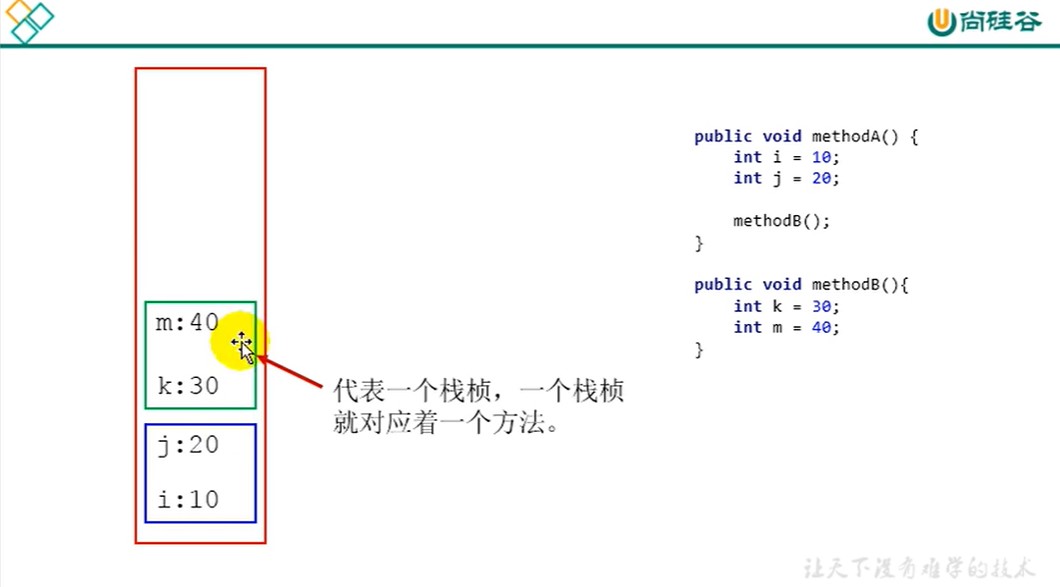 尚硅谷
public void methodA() {
int i = 10;
int j = 20;
methodB();
}
public void methodB(){
int k = 30;
int m = 40;
}
m:40
k:30
代表一个栈桢，一个栈桢
就对应着一个方法。
j:20
i:10
让天下没有难学的技术